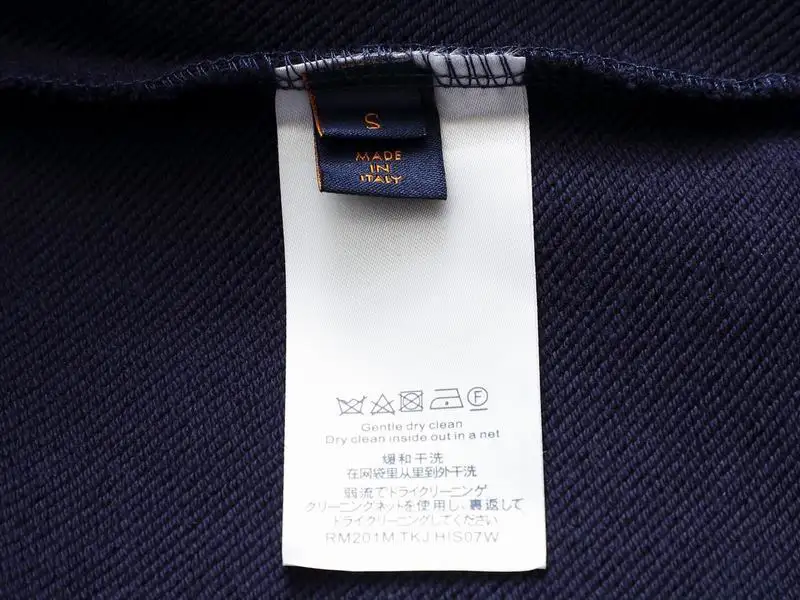 S
MADE
IN
ITALY
F
Gentle dry clean
Dry clean inside out in a net
缓和干洗
在网袋里从里到外干洗
弱流でドライクリーニング
クリーニングネットを使用し、裏返して
ドライクリーニングしてください
RM201M TKJ HIS07W